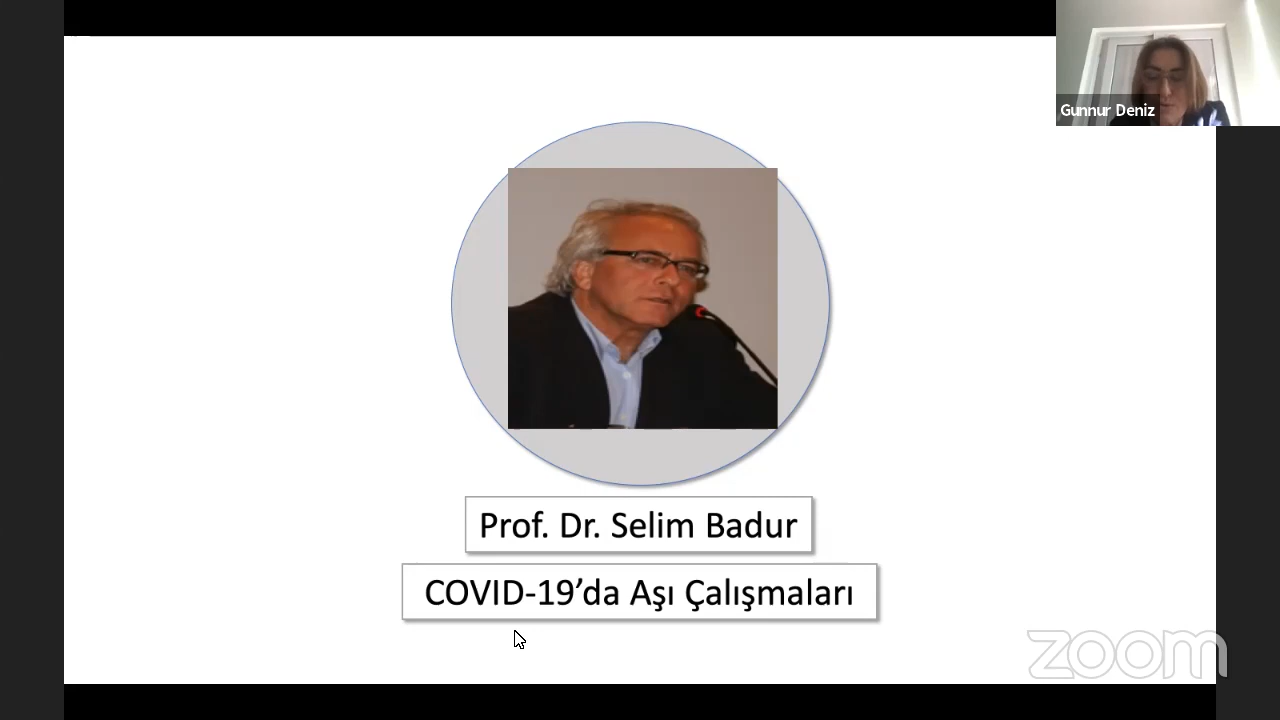 Gunnur Deniz
Prof. Dr. Selim Badur
COVID-19’da Aşı Çalışmaları
zoom